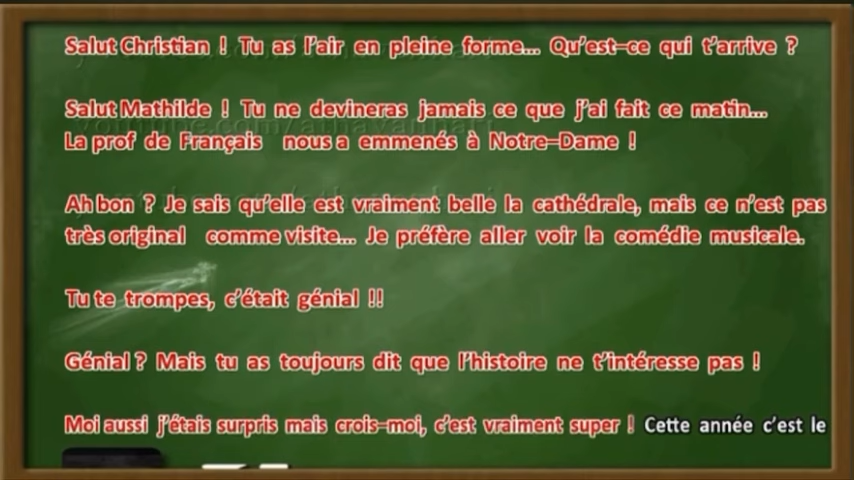 Salut Christian ! Tu as l'air en pleine forme... Qu'est-ce qui t'arrive ?
Salut Mathilde ! Tu ne devineras jamais ce que j'ai fait ce matin...
La prof de Français nous a emmenés à Notre-Dame !
Ah bon ? Je sais qu'elle est vraiment belle la cathédrale, mais ce n'est pas
très original comme visite... Je préfère aller voir la comédie musicale.
Tu te trompes, c'était génial !!
Génial ? Mais tu as toujours dit que l'histoire ne t'intéresse pas !
Moi aussi j'étais surpris mais crois-moi, c'est vraiment super ! Cette année c'est le